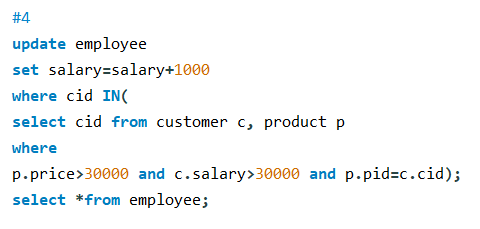 #4
update employee
set salary=salary+1000
where cid IN(
select cid from customer c, product p
where
p.price>30000 and c.salary>30000 and p.pid=c.cid);
select *from employee;